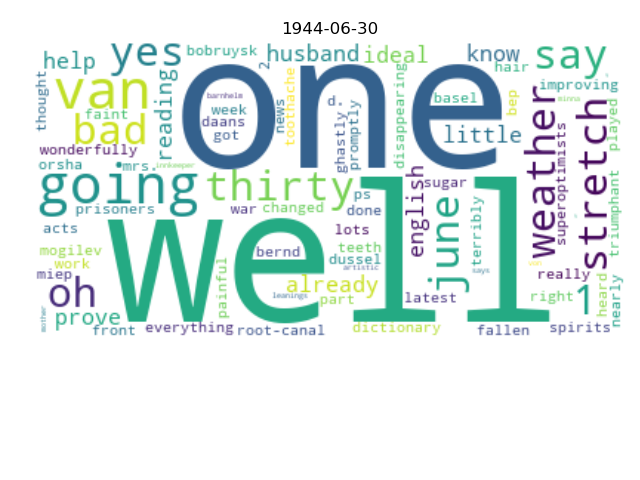 1944-06-30
help yes bobruysk husband ideal know say
thought van faint bad reading one 2 hair improving
barnhelm week daans got news toothache d. ghastly promptly disappearing basel bep little weather minna played
wonderfully orsha mrs. innkeeper stretch superoptimists triumphant
going thirty sugar english
prisoners war changed ps done june terribly
acts Well lots
mogilev bernd teeth dussel says really
work miep artistic
oh painful leanings already part latest right 1 heard nearly
mother prove front everything root-canal dictionary fallen spirits